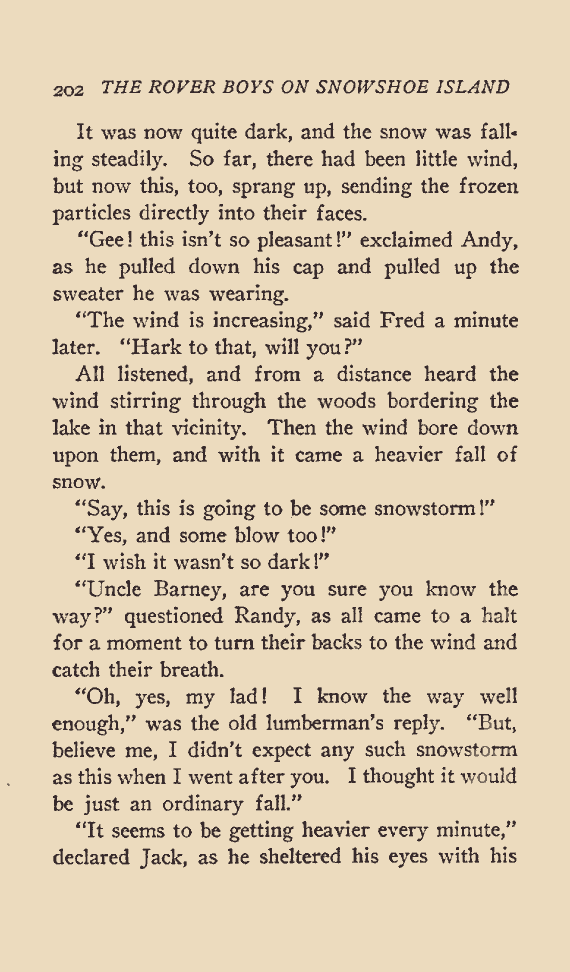 202 THE ROVER BOYS ON SNOWSHOE ISLAND
It was now quite dark, and the snow was fall-
ing steadily. So far, there had been little wind,
but now this, too, sprang up, sending the frozen
particles directly into their faces.
“Gee! this isn’t so pleasant!” exclaimed Andy,
as he pulled down his cap and pulled up the
sweater he was wearing.
“The wind is increasing,” said Fred a minute
later. “Hark to that, will you?”
All listened, and from a distance heard the
wind stirring through the woods bordering the
lake in that vicinity. Then the wind bore down
upon them, and with it came a heavier fall of
snow.
“Say, this is going to be some snowstorm!”
“Yes, and some blow too!”
“I wish it wasn’t so dark!”
“Uncle Barney, are you sure you know the
way?” questioned Randy, as all came to a halt
for a moment to turn their backs to the wind and
catch their breath.
“Oh, yes, my lad! I know the way well
enough,” was the old lumberman’s reply. “But,
believe me, I didn’t expect any such snowstorm
as this when I went after you. I thought it would
be just an ordinary fall.”
“It seems to be getting heavier every minute,”
declared Jack, as he sheltered his eyes with his